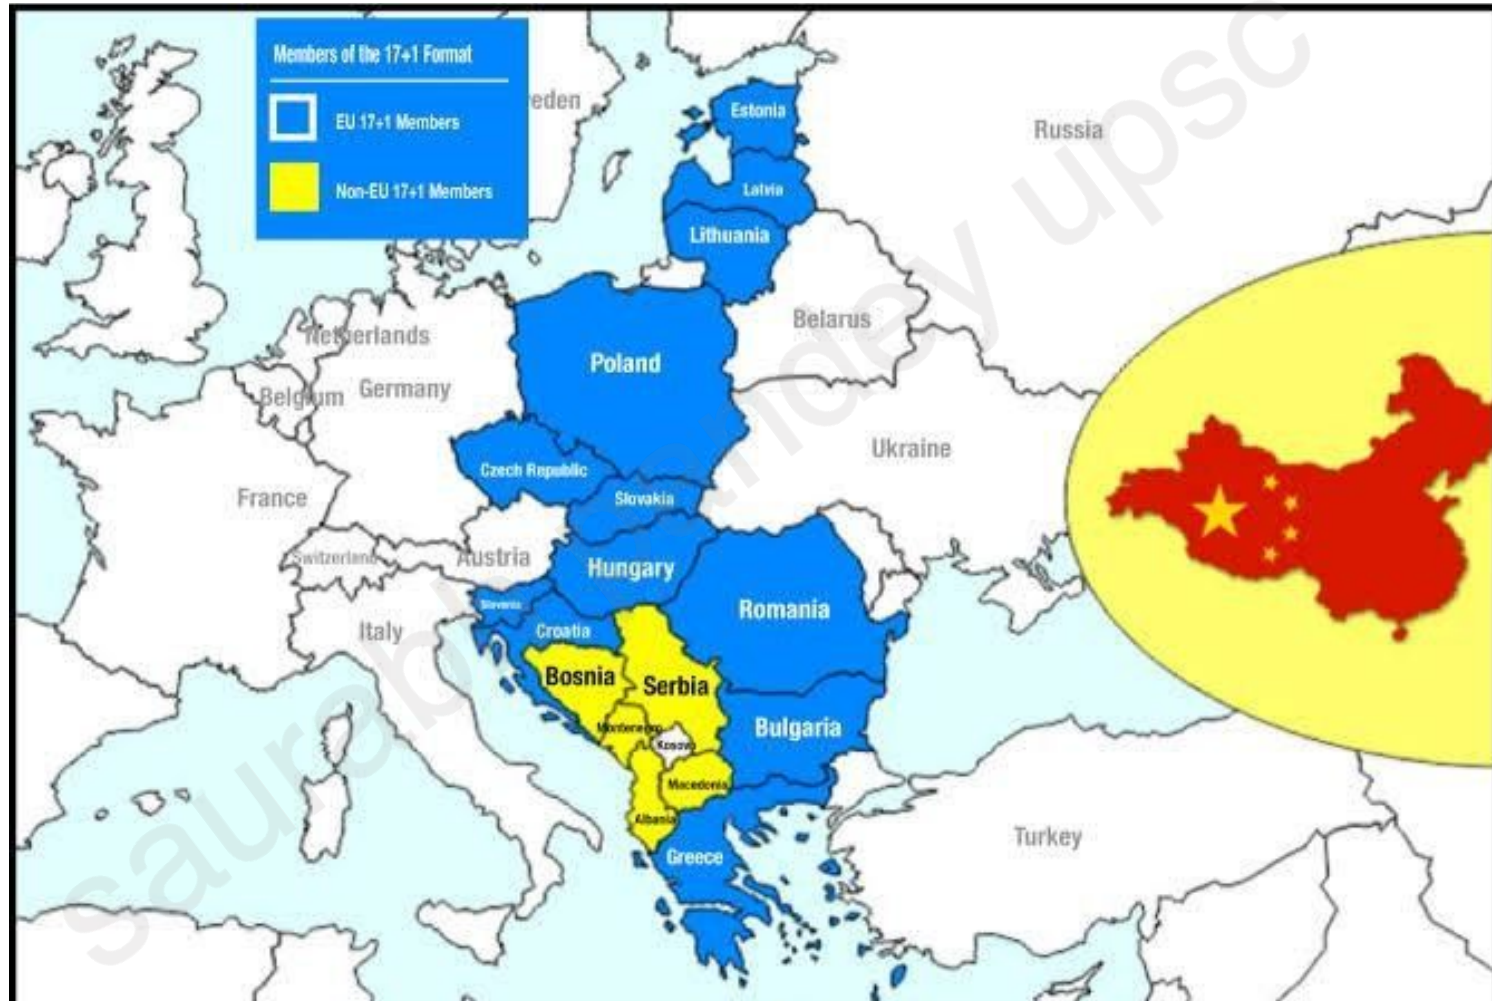 Members of the 17+1 Format
EU 17+1 Members
Non-EU 17+1 Members
eden
Estonia
Russia
Latvia
Lithuania
Belarus
Netherlands
Poland
Belgium
Germany
Ukraine
Czech Republic
Slovakia
France
Switzerland
Austria
Hungary
Slovenia
Romania
Croatia
Italy
Bosnia
Serbia
Montenegro
Kosovo
Bulgaria
Macedonia
Albania
Turkey
Greece
upsc